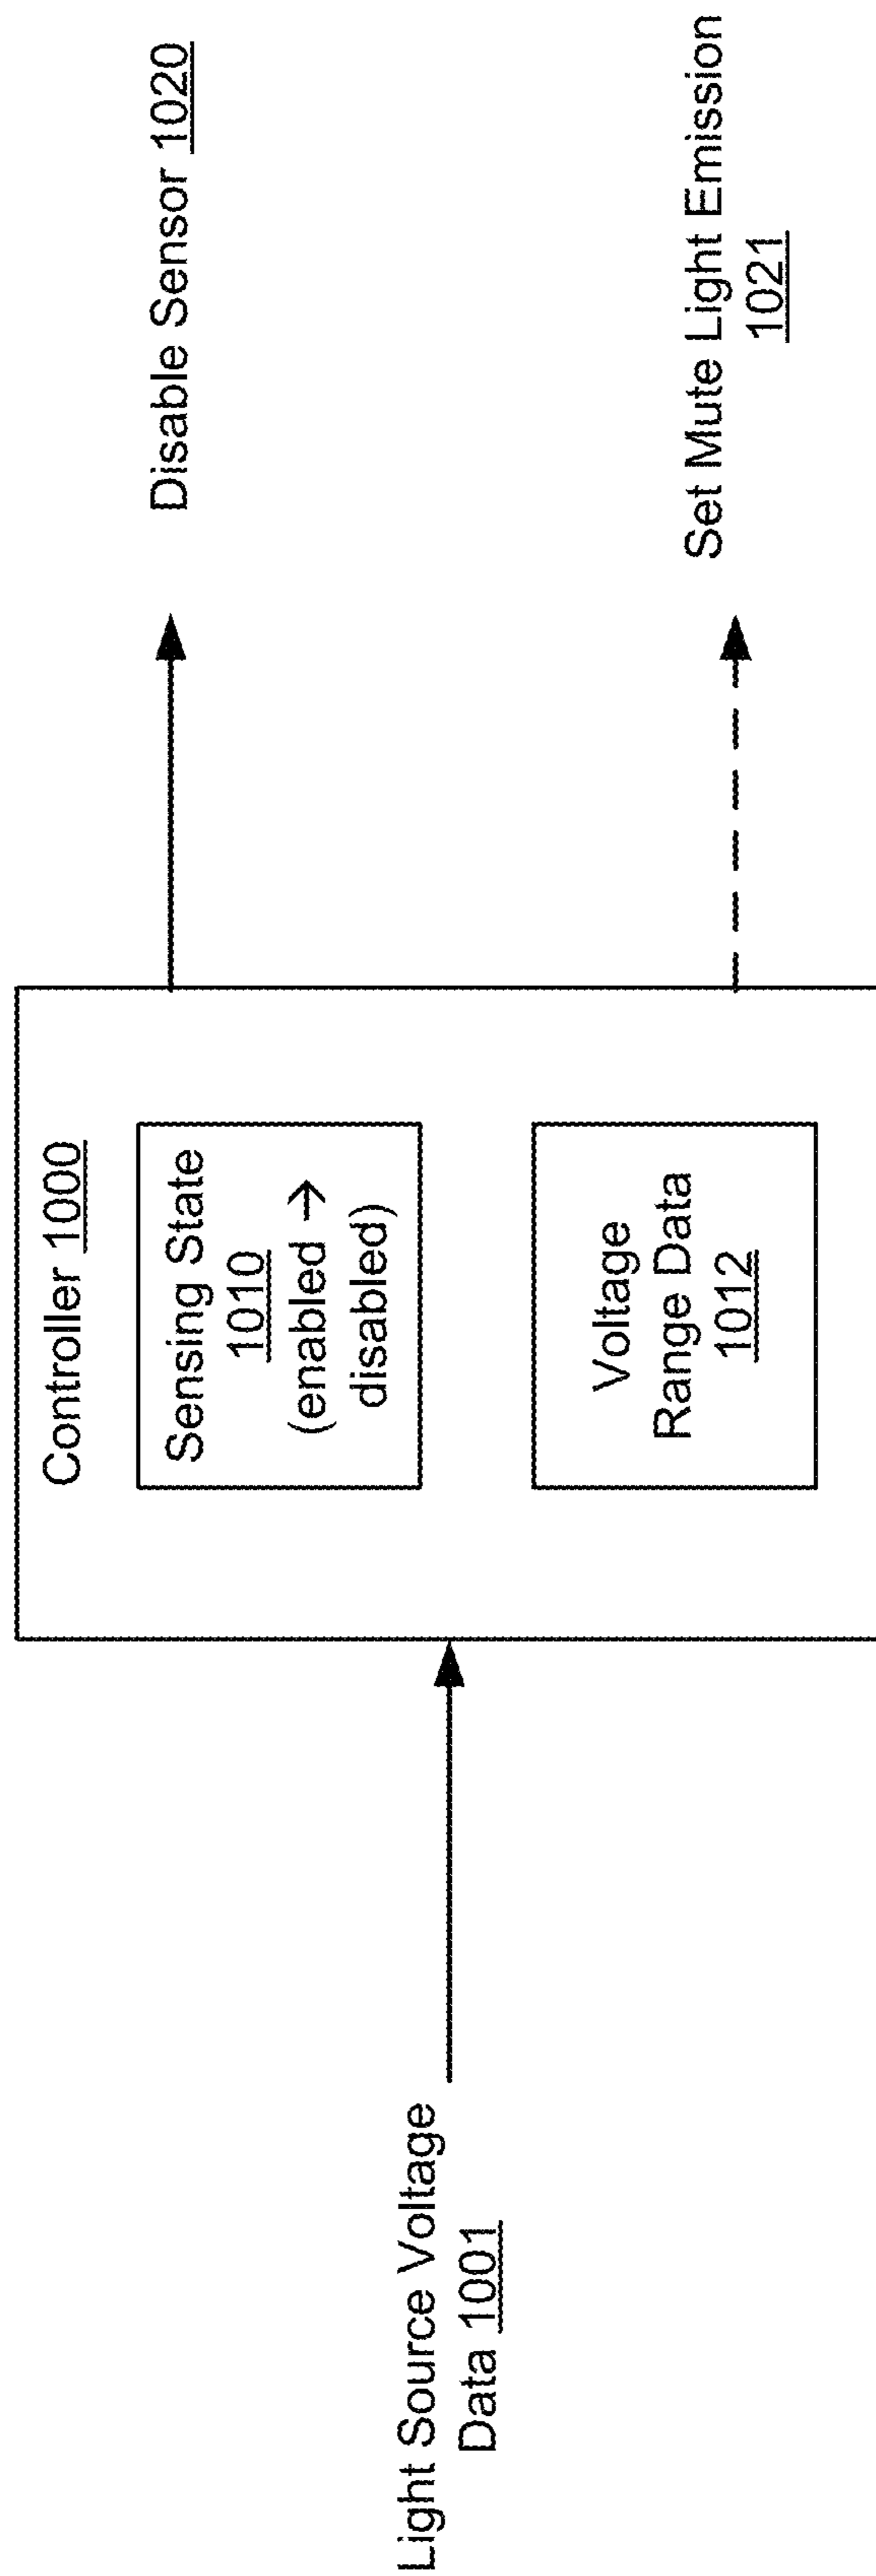 Light Source Voltage
Data 1001
Controller 1000
Sensing State
1010
(enabled →
disabled)
Voltage
Range Data
1012
Disable Sensor 1020
Set Mute Light Emission
1021